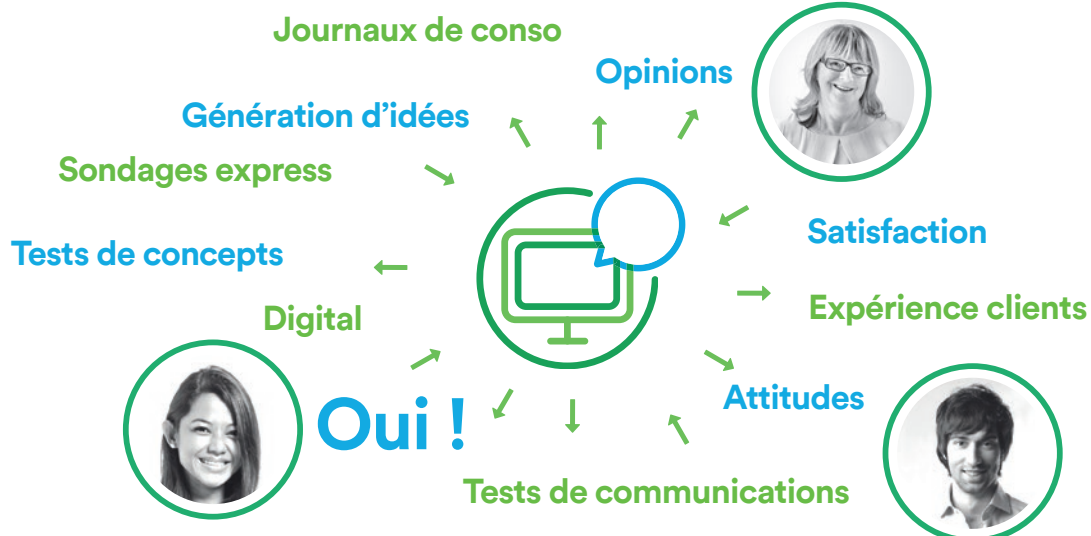 Journaux de conso
Opinions
Génération d'idées
Sondages express
Satisfaction
Tests de concepts
Expérience clients
Digital
Attitudes
Oui !
Tests de communications